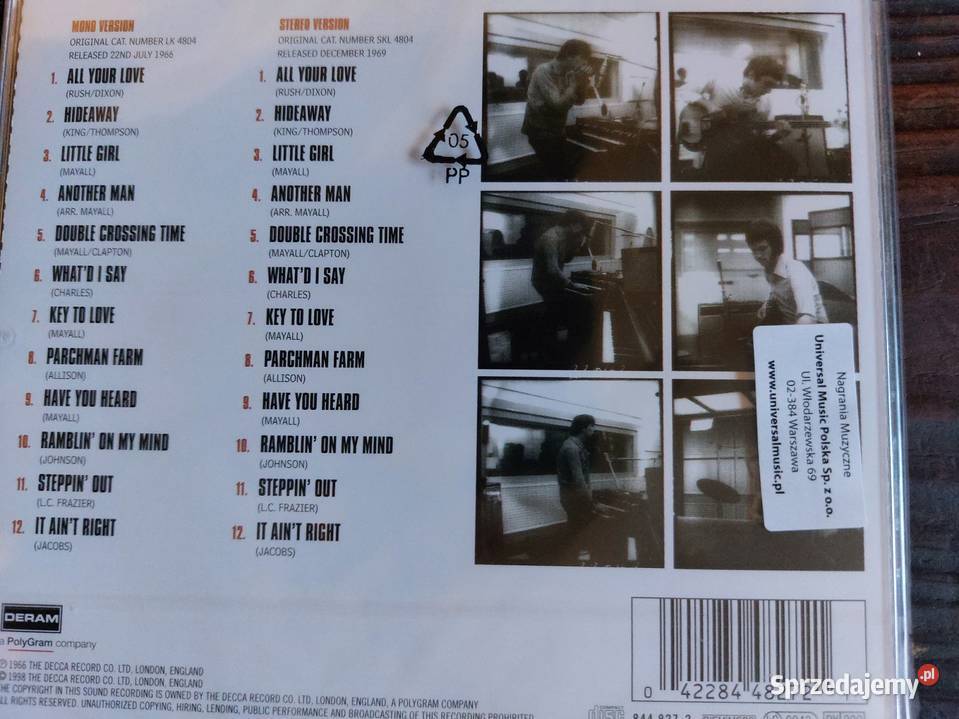 MONO VERSION
ORIGINAL CAT. NUMBER LK 4804
RELEASED 22ND JULY 1966
1. ALL YOUR LOVE
(RUSH/DIXON)
2. HIDEAWAY
(KING/THOMPSON)
3. LITTLE GIRL
(MAYALL)
4. ANOTHER MAN
(ARR. MAYALL)
5. DOUBLE CROSSING TIME
(MAYALL/CLAPTON)
6. WHAT'D I SAY
(CHARLES)
7. KEY TO LOVE
(MAYALL)
8. PARCHMAN FARM
(ALLISON)
9. HAVE YOU HEARD
(MAYALL)
10. RAMBLIN' ON MY MIND
(JOHNSON)
11. STEPPIN' OUT
(L.C. FRAZIER)
12. IT AIN'T RIGHT
(JACOBS)
STEREO VERSION
ORIGINAL CAT. NUMBER SKL 4804
RELEASED DECEMBER 1969
1. ALL YOUR LOVE
(RUSH/DIXON)
2. HIDEAWAY
(KING/THOMPSON)
3. LITTLE GIRL
(MAYALL)
4. ANOTHER MAN
(ARR. MAYALL)
5. DOUBLE CROSSING TIME
(MAYALL/CLAPTON)
6. WHAT'D I SAY
(CHARLES)
7. KEY TO LOVE
(MAYALL)
8. PARCHMAN FARM
(ALLISON)
9. HAVE YOU HEARD
(MAYALL)
10. RAMBLIN' ON MY MIND
(JOHNSON)
11. STEPPIN' OUT
(L.C. FRAZIER)
12. IT AIN'T RIGHT
(JACOBS)
05
PP
Nagrania Muzyczne
Universal Music Polska Sp. z o.o.
Ul. Włodarzewska 69
02-384 Warszawa
www.universalmusic.pl
DERAM
a PolyGram company
℗ 1966 THE DECCA RECORD CO. LTD, LONDON, ENGLAND
© 1998 THE DECCA RECORD CO. LTD, LONDON, ENGLAND
THE COPYRIGHT IN THIS SOUND RECORDING IS OWNED BY THE DECCA RECORD CO. LTD, LONDON, ENGLAND, A POLYGRAM COMPANY
ALL RIGHTS RESERVED. UNAUTHORIZED COPYING, HIRING, LENDING, PUBLIC PERFORMANCE AND BROADCASTING OF THIS RECORDING PROHIBITED
0 42284
COMPACT
844 827-2
Sprzedajemy.pl